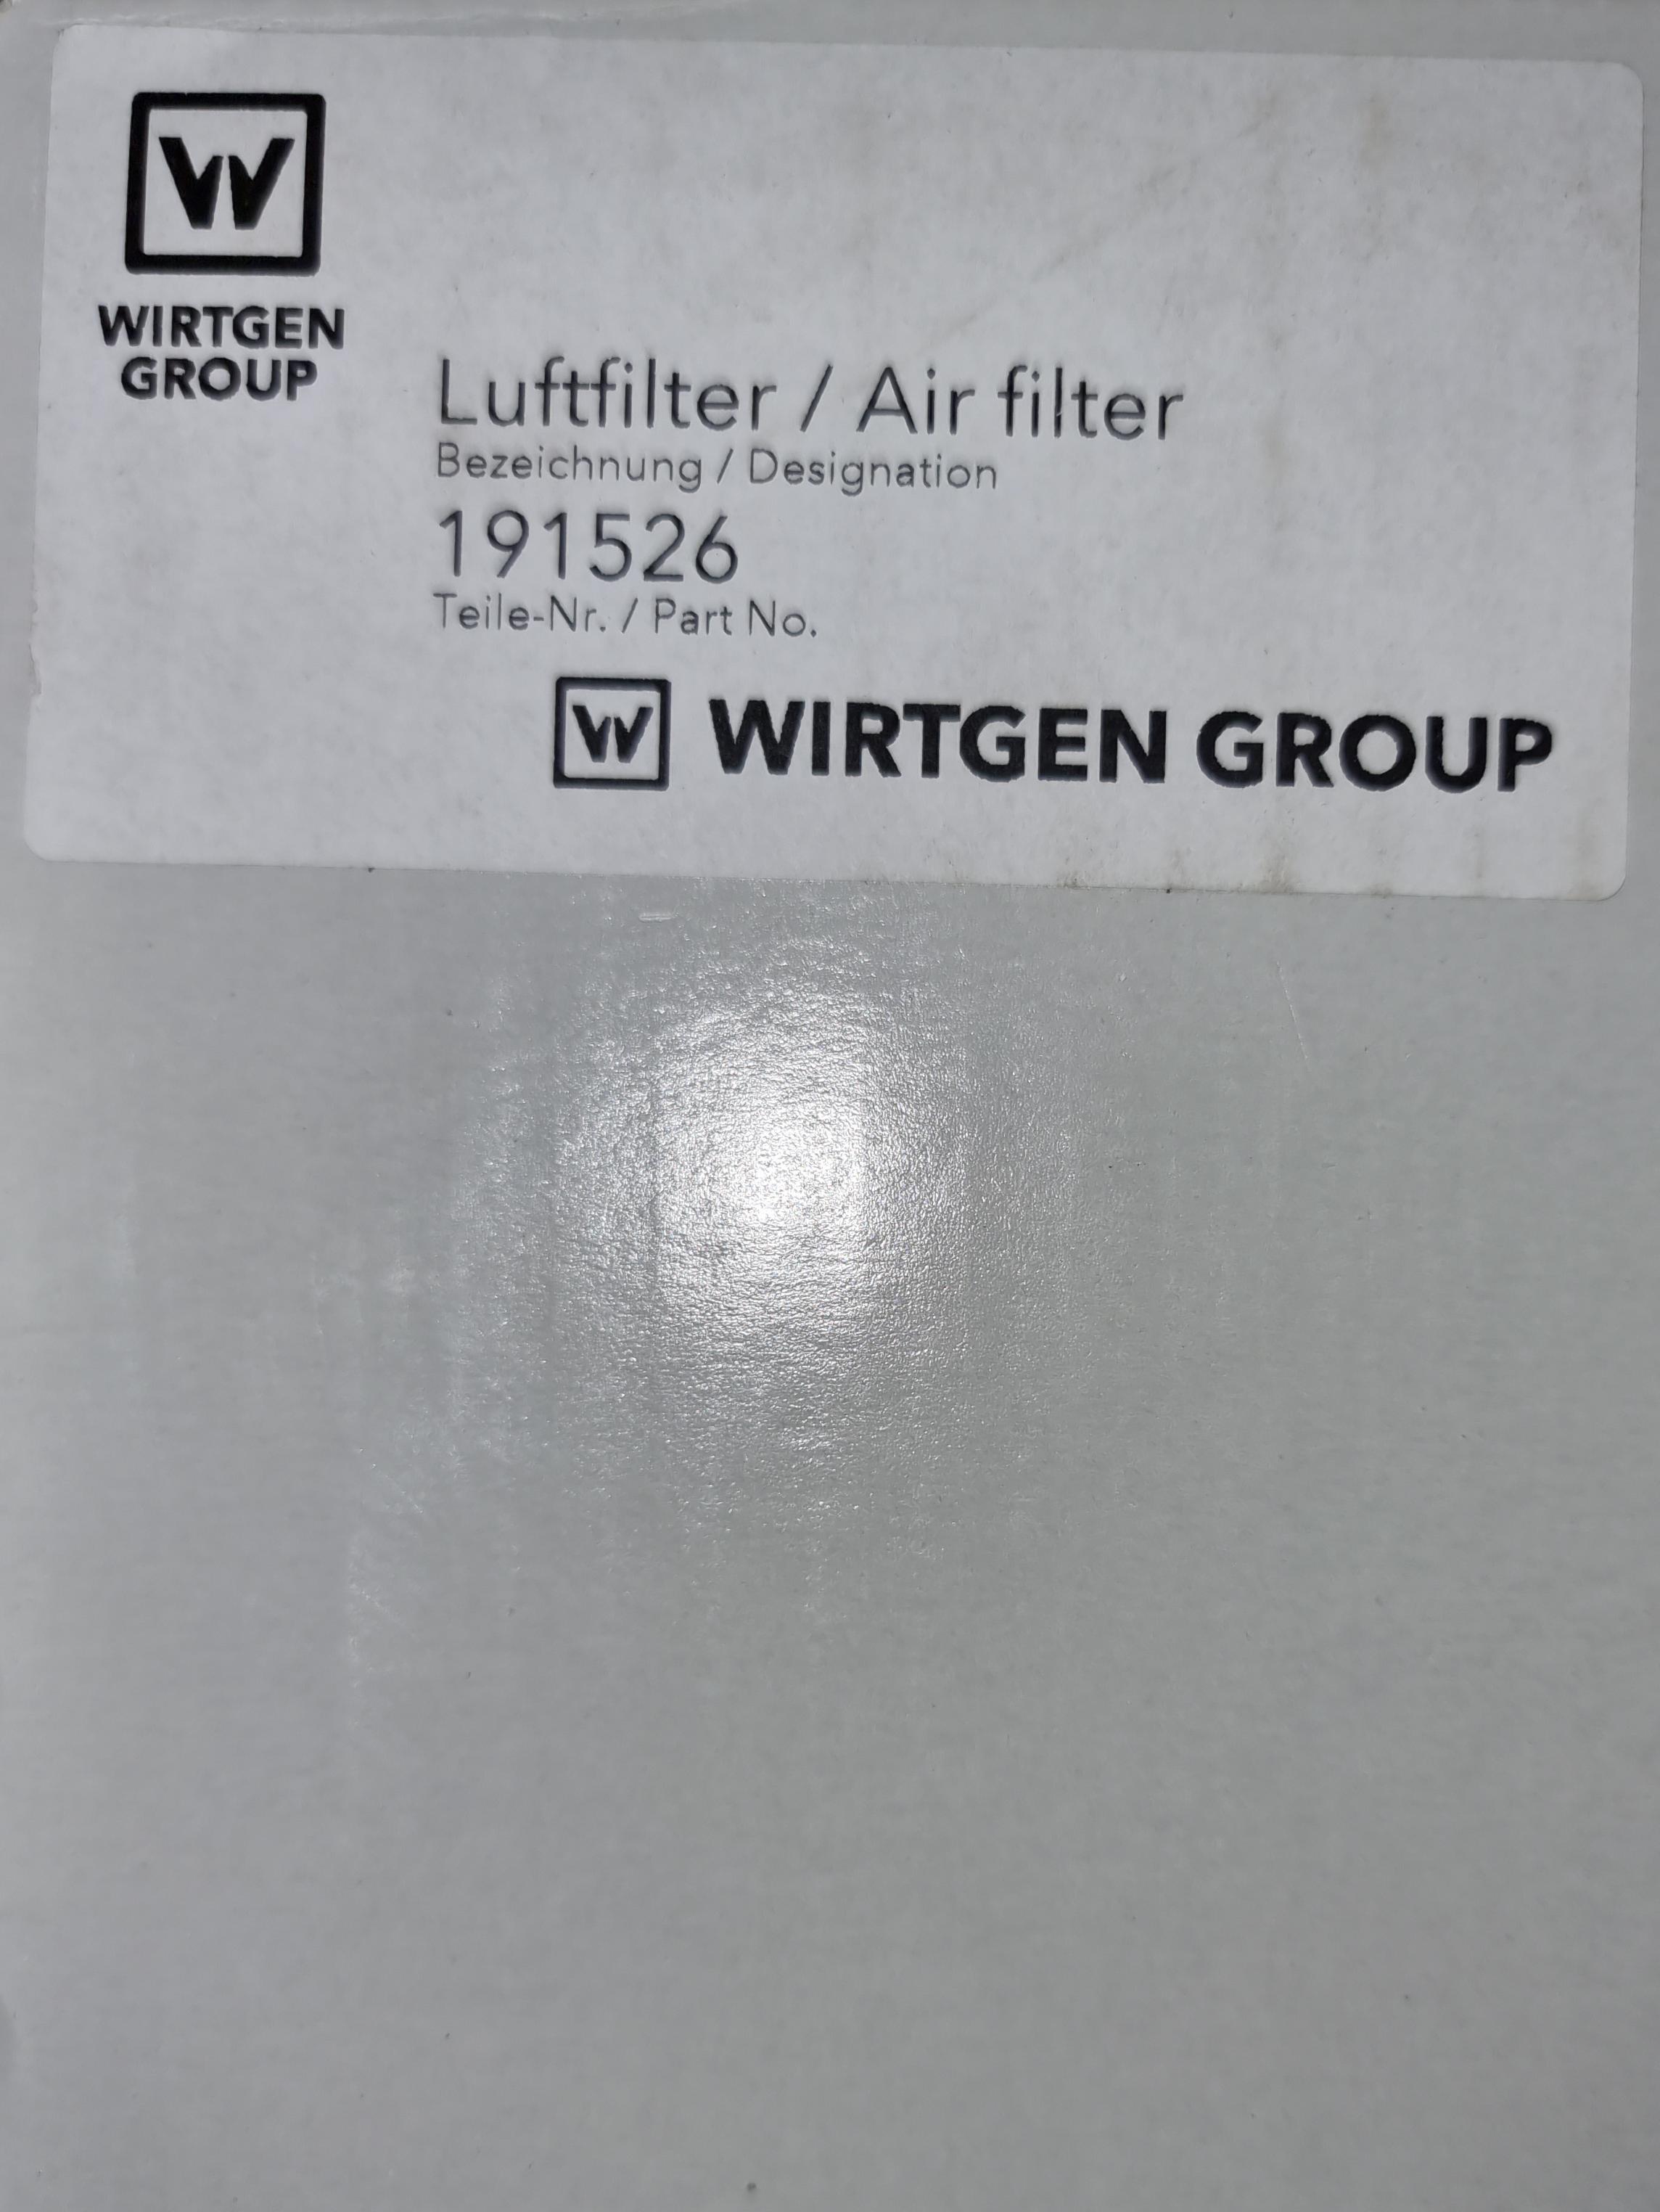 W
WIRTGEN
GROUP
Luftfilter / Air filter
Bezeichnung / Designation
191526
Teile-Nr. / Part No.
W WIRTGEN GROUP